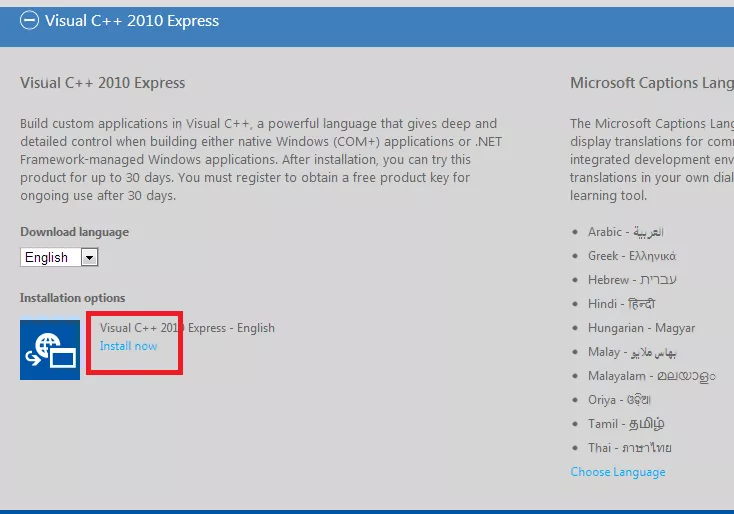 Visual C++ 2010 Express
Visual C++ 2010 Express
Build custom applications in Visual C++, a powerful language that gives deep and
detailed control when building either native Windows (COM+) applications or .NET
Framework-managed Windows applications. After installation, you can try this
product for up to 30 days. You must register to obtain a free product key for
ongoing use after 30 days.
Download language
English
Installation options
Visual C++ 2010 Express - English
Install now
Microsoft Captions Lang
The Microsoft Captions Lang
display translations for com
integrated development env
translations in your own dial
learning tool.
Arabic - العربية
Greek - Ελληνικά
Hebrew - עברית
Hindi - हिन्दी
Hungarian - Magyar
Malay - بهاس ملايو
Malayalam - മലയാളം
Oriya - ଓଡ଼ିଆ
Tamil - தமிழ்
Thai - ภาษาไทย
Choose Language